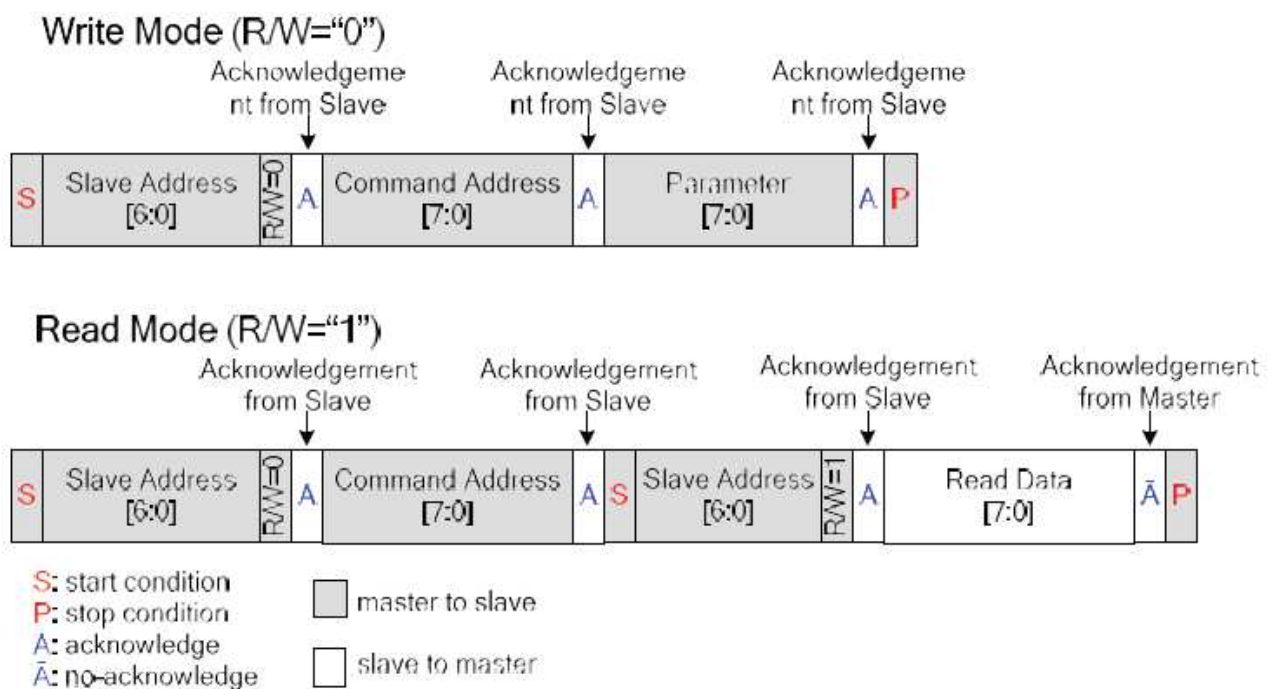 Write Mode (R/W=“0”)
Acknowledgeme
nt from Slave
Acknowledgeme
nt from Slave
Acknowledgeme
nt from Slave
S
Slave Address
[6:0]
R/W=0
A
Command Address
[7:0]
A
Parameter
[7:0]
A
P
Read Mode (R/W=“1”)
Acknowledgement
from Slave
Acknowledgement
from Slave
Acknowledgement
from Slave
Acknowledgement
from Master
S
Slave Address
[6:0]
R/W=0
A
Command Address
[7:0]
A
S
Slave Address
[6:0]
R/W=1
A
Read Data
[7:0]
Ā
P
S: start condition
P: stop condition
A: acknowledge
Ā: no-acknowledge
master to slave
slave to master